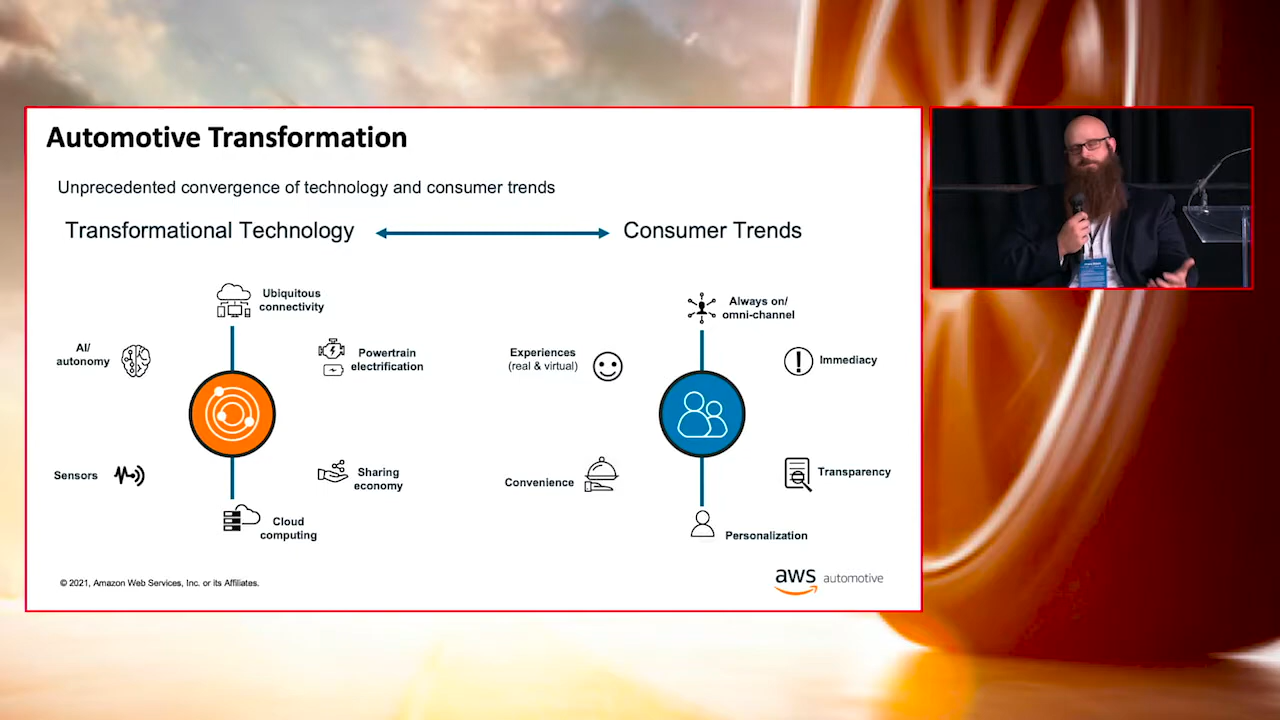 Automotive Transformation
Unprecedented convergence of technology and consumer trends
Transformational Technology
Consumer Trends
Ubiquitous
connectivity
AI/
autonomy
Powertrain
electrification
Sensors
Sharing
economy
Cloud
computing
Always on/
omni-channel
Experiences
(real & virtual)
Immediacy
Convenience
Transparency
Personalization
© 2021, Amazon Web Services, Inc. or its Affiliates.
aws automotive